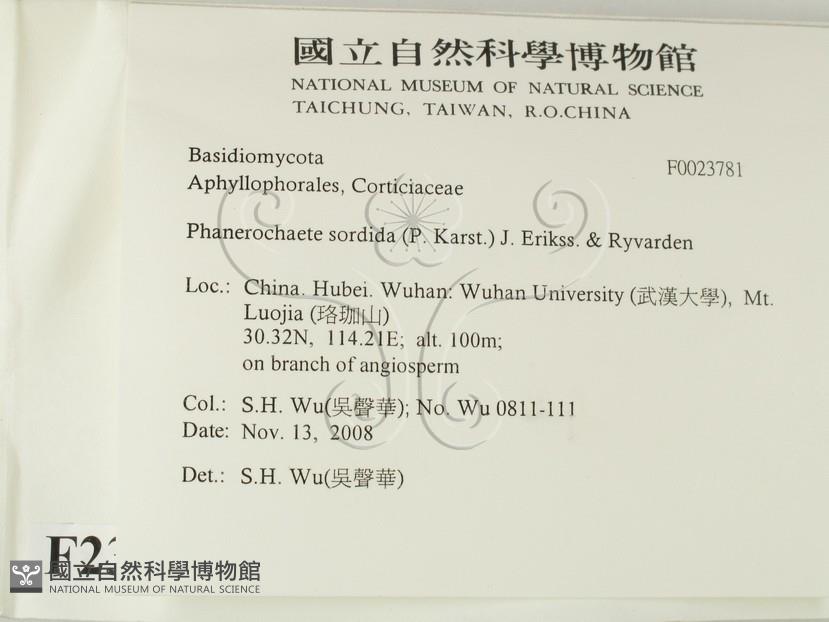 國立自然科學博物館
NATIONAL MUSEUM OF NATURAL SCIENCE
TAICHUNG, TAIWAN, R.O.CHINA
Basidiomycota
F0023781
Aphyllophorales, Corticiaceae
Phanerochaete sordida (P. Karst.) J. Erikss. & Ryvarden
Loc.: China. Hubei. Wuhan: Wuhan University (武漢大學), Mt.
Luojia (珞珈山)
30.32N, 114.21E; alt. 100m;
on branch of angiosperm
Col.: S.H. Wu(吳聲華); No. Wu 0811-111
Date: Nov. 13, 2008
Det.: S.H. Wu(吳聲華)
國立自然科學博物館
NATIONAL MUSEUM OF NATURAL SCIENCE